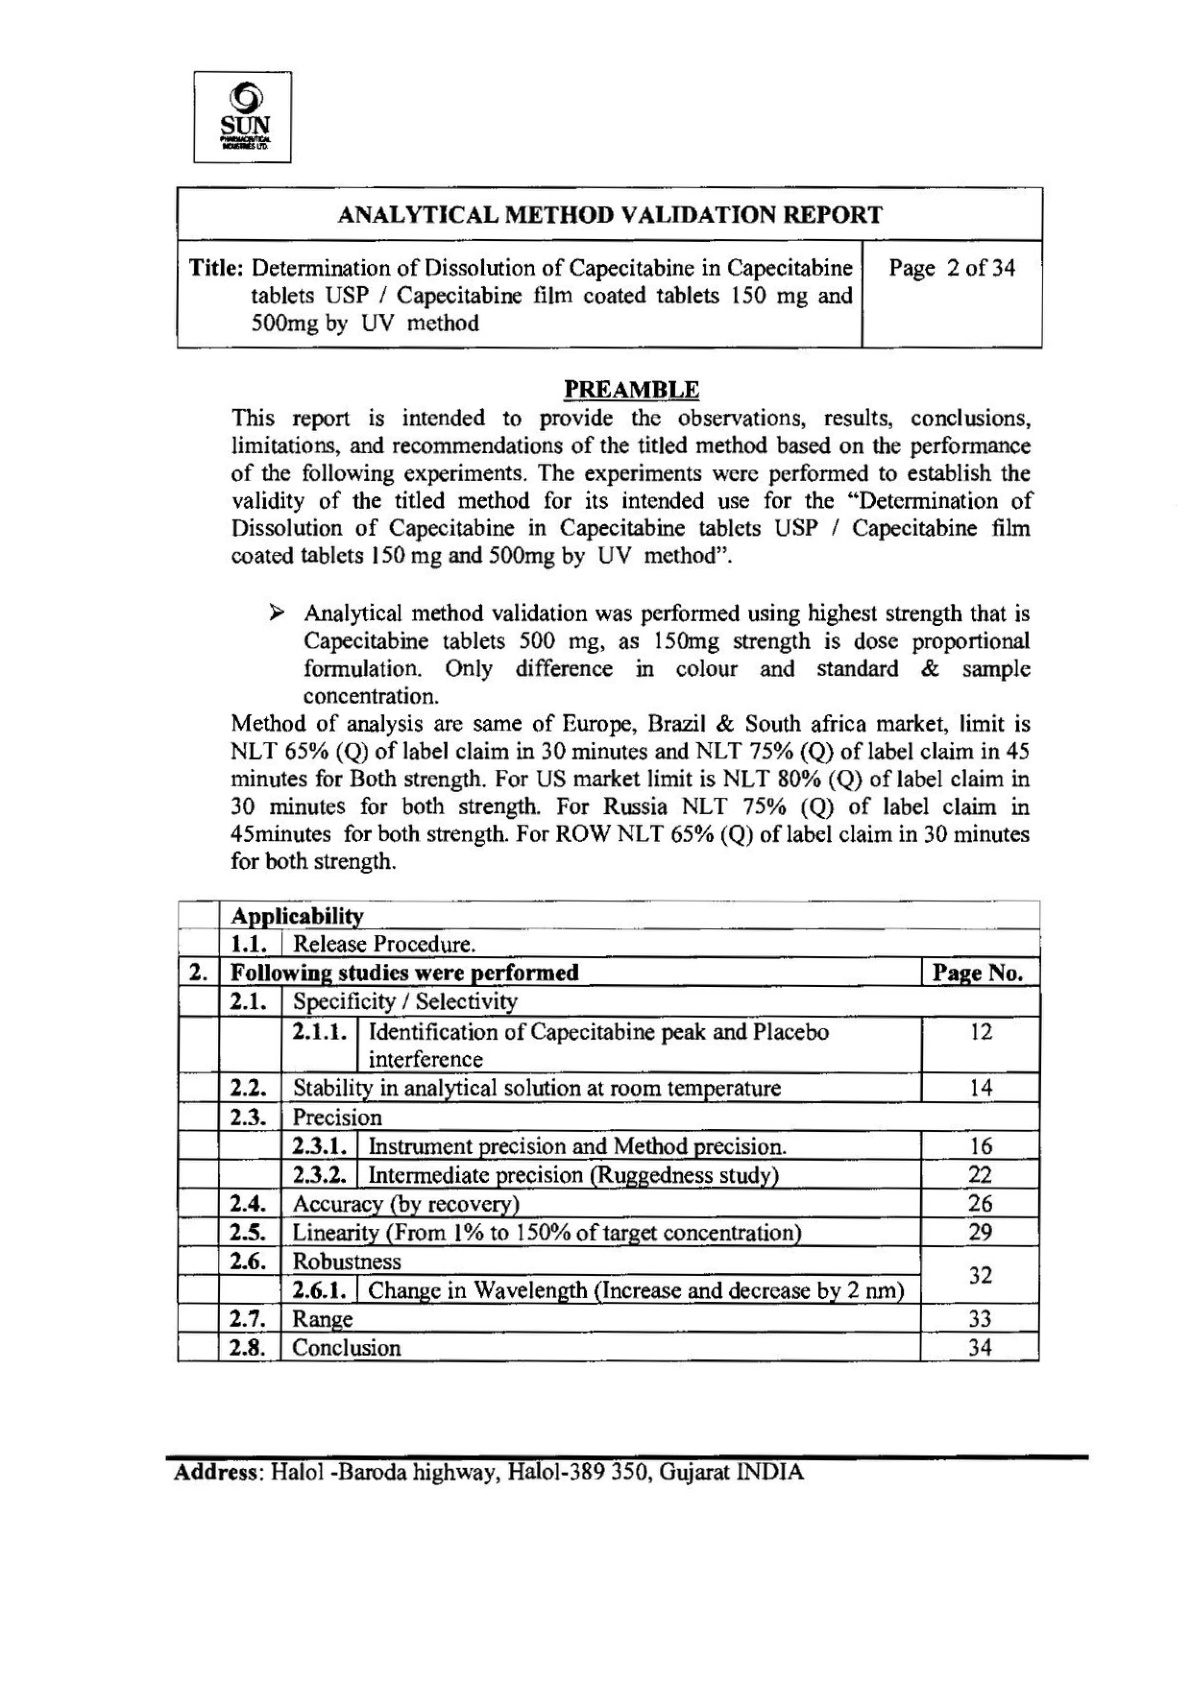 SUN
PHARMACEUTICAL
INDUSTRIES LTD.
ANALYTICAL METHOD VALIDATION REPORT
Title: Determination of Dissolution of Capecitabine in Capecitabine
tablets USP / Capecitabine film coated tablets 150 mg and
500mg by UV method
Page 2 of 34
PREAMBLE
This report is intended to provide the observations, results, conclusions,
limitations, and recommendations of the titled method based on the performance
of the following experiments. The experiments were performed to establish the
validity of the titled method for its intended use for the “Determination of
Dissolution of Capecitabine in Capecitabine tablets USP / Capecitabine film
coated tablets 150 mg and 500mg by UV method”.
➢ Analytical method validation was performed using highest strength that is
Capecitabine tablets 500 mg, as 150mg strength is dose proportional
formulation. Only difference in colour and standard & sample
concentration.
Method of analysis are same of Europe, Brazil & South africa market, limit is
NLT 65% (Q) of label claim in 30 minutes and NLT 75% (Q) of label claim in 45
minutes for Both strength. For US market limit is NLT 80% (Q) of label claim in
30 minutes for both strength. For Russia NLT 75% (Q) of label claim in
45minutes for both strength. For ROW NLT 65% (Q) of label claim in 30 minutes
for both strength.
Applicability
1.1. Release Procedure.
2. Following studies were performed Page No.
2.1. Specificity / Selectivity
2.1.1. Identification of Capecitabine peak and Placebo 12
interference
2.2. Stability in analytical solution at room temperature 14
2.3. Precision
2.3.1. Instrument precision and Method precision. 16
2.3.2. Intermediate precision (Ruggedness study) 22
2.4. Accuracy (by recovery) 26
2.5. Linearity (From 1% to 150% of target concentration) 29
2.6. Robustness
32
2.6.1. Change in Wavelength (Increase and decrease by 2 nm)
2.7. Range 33
2.8. Conclusion 34
Address: Halol -Baroda highway, Halol-389 350, Gujarat INDIA